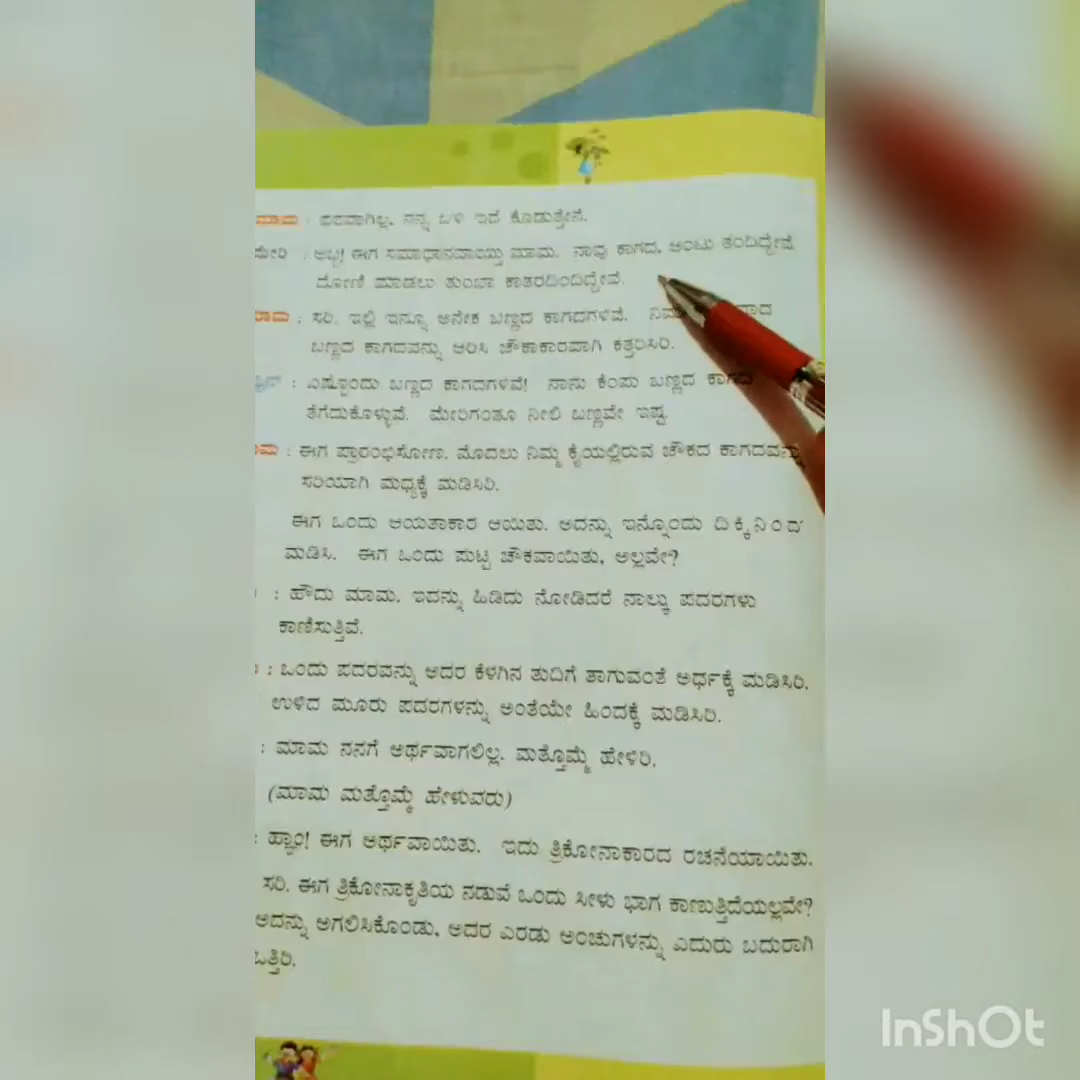 ಮಾಮ : ಪರವಾಗಿಲ್ಲ, ನನ್ನ ಬಳಿ ಇದೆ ಕೊಡುತ್ತೇನೆ.
ಮೇರಿ : ಅಬ್ಬ! ಈಗ ಸಮಾಧಾನವಾಯ್ತು ಮಾಮ. ನಾವು ಕಾಗದ, ಅಂಟು ತಂದಿದ್ದೇವೆ
ದೋಣಿ ಮಾಡಲು ತುಂಬಾ ಕಾತರದಿಂದಿದ್ದೇವೆ.
ಮಾಮ : ಸರಿ. ಇಲ್ಲಿ ಇನ್ನೂ ಅನೇಕ ಬಣ್ಣದ ಕಾಗದಗಳಿವೆ.
ಬಣ್ಣದ ಕಾಗದವನ್ನು ಆರಿಸಿ ಚೌಕಾಕಾರವಾಗಿ ಕತ್ತರಿಸಿರಿ.
: ಎಷ್ಟೊಂದು ಬಣ್ಣದ ಕಾಗದಗಳಿವೆ! ನಾನು ಕೆಂಪು ಬಣ್ಣದ ಕಾಗದ
ತೆಗೆದುಕೊಳ್ಳುವೆ. ಮೇರಿಗಂತೂ ನೀಲಿ ಬಣ್ಣವೇ ಇಷ್ಟ.
ಮಾಮ : ಈಗ ಪ್ರಾರಂಭಿಸೋಣ. ಮೊದಲು ನಿಮ್ಮ ಕೈಯಲ್ಲಿರುವ ಚೌಕದ ಕಾಗದವನ್ನು
ಸರಿಯಾಗಿ ಮಧ್ಯಕ್ಕೆ ಮಡಿಸಿರಿ.
ಈಗ ಒಂದು ಆಯತಾಕಾರ ಆಯಿತು. ಅದನ್ನು ಇನ್ನೊಂದು ದಿಕ್ಕಿನಿಂದ
ಮಡಿಸಿ. ಈಗ ಒಂದು ಪುಟ್ಟ ಚೌಕವಾಯಿತು, ಅಲ್ಲವೇ?
: ಹೌದು ಮಾಮ. ಇದನ್ನು ಹಿಡಿದು ನೋಡಿದರೆ ನಾಲ್ಕು ಪದರಗಳು
ಕಾಣಿಸುತ್ತಿವೆ.
: ಒಂದು ಪದರವನ್ನು ಅದರ ಕೆಳಗಿನ ತುದಿಗೆ ತಾಗುವಂತೆ ಅರ್ಧಕ್ಕೆ ಮಡಿಸಿರಿ.
ಉಳಿದ ಮೂರು ಪದರಗಳನ್ನು ಅಂತೆಯೇ ಹಿಂದಕ್ಕೆ ಮಡಿಸಿರಿ.
: ಮಾಮ ನನಗೆ ಅರ್ಥವಾಗಲಿಲ್ಲ. ಮತ್ತೊಮ್ಮೆ ಹೇಳಿರಿ.
(ಮಾಮ ಮತ್ತೊಮ್ಮೆ ಹೇಳುವರು)
: ಹ್ಞಾಂ! ಈಗ ಅರ್ಥವಾಯಿತು. ಇದು ತ್ರಿಕೋನಾಕಾರದ ರಚನೆಯಾಯಿತು.
ಸರಿ. ಈಗ ತ್ರಿಕೋನಾಕೃತಿಯ ನಡುವೆ ಒಂದು ಸೀಳು ಭಾಗ ಕಾಣುತ್ತಿದೆಯಲ್ಲವೇ?
ಅದನ್ನು ಅಗಲಿಸಿಕೊಂಡು, ಅದರ ಎರಡು ಅಂಚುಗಳನ್ನು ಎದುರು ಬದುರಾಗಿ
ಒತ್ತಿರಿ.
InShOt